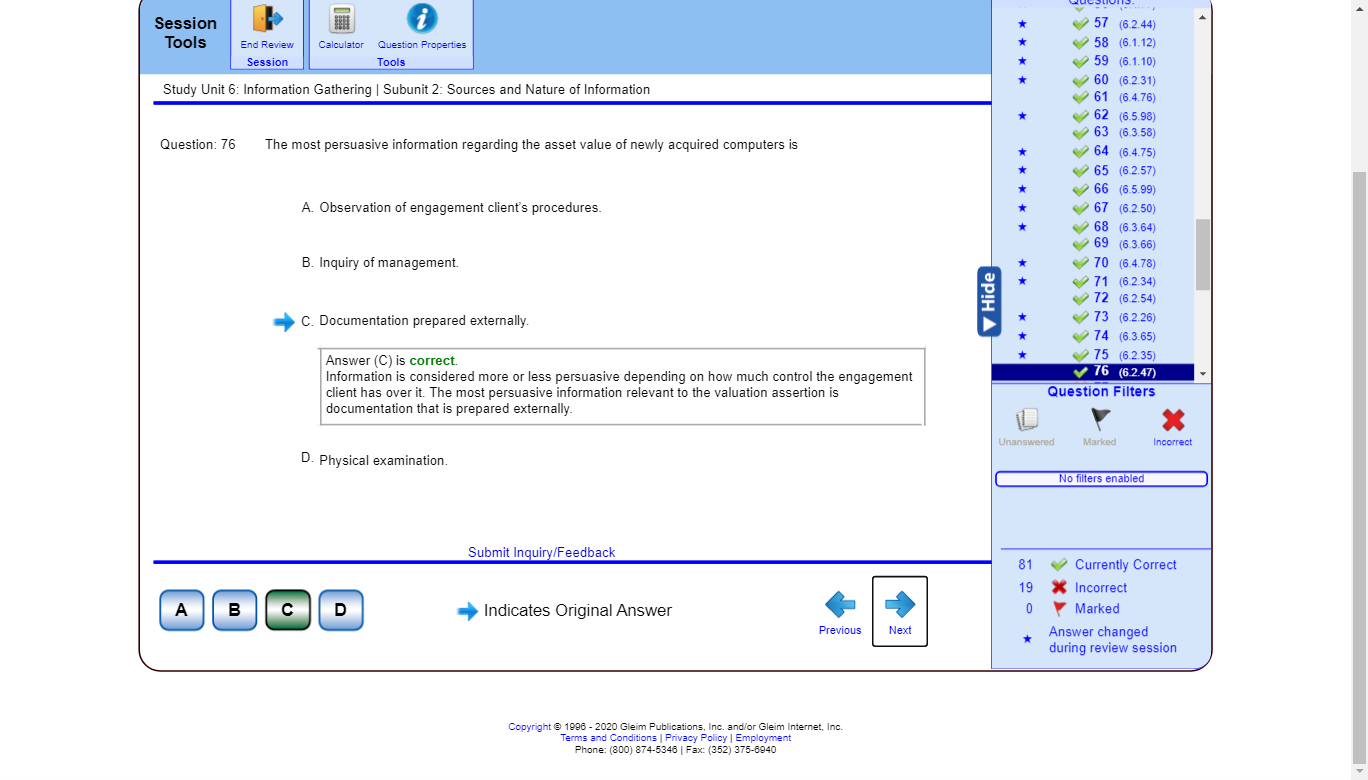 Session
Tools
End Review
Session
Calculator
Question Properties
Tools
Study Unit 6: Information Gathering | Subunit 2: Sources and Nature of Information
Question: 76
The most persuasive information regarding the asset value of newly acquired computers is
A. Observation of engagement client's procedures.
B. Inquiry of management.
C. Documentation prepared externally.
Answer (C) is correct.
Information is considered more or less persuasive depending on how much control the engagement
client has over it. The most persuasive information relevant to the valuation assertion is
documentation that is prepared externally.
D. Physical examination.
Submit Inquiry/Feedback
A
B
C
D
Indicates Original Answer
Previous
Next
Hide
Questions:
57 (6.2.44)
58 (6.1.12)
59 (6.1.10)
60 (6.2.31)
61 (6.4.76)
62 (6.5.98)
63 (6.3.58)
64 (6.4.75)
65 (6.2.57)
66 (6.5.99)
67 (6.2.50)
68 (6.3.64)
69 (6.3.66)
70 (6.4.78)
71 (6.2.34)
72 (6.2.54)
73 (6.2.26)
74 (6.3.65)
75 (6.2.35)
76 (6.2.47)
Question Filters
Unanswered
Marked
Incorrect
No filters enabled
81 Currently Correct
19 Incorrect
0 Marked
Answer changed
during review session
Copyright © 1996 - 2020 Gleim Publications, Inc. and/or Gleim Internet, Inc.
Terms and Conditions | Privacy Policy | Employment
Phone: (800) 874-5346 | Fax: (352) 375-6940